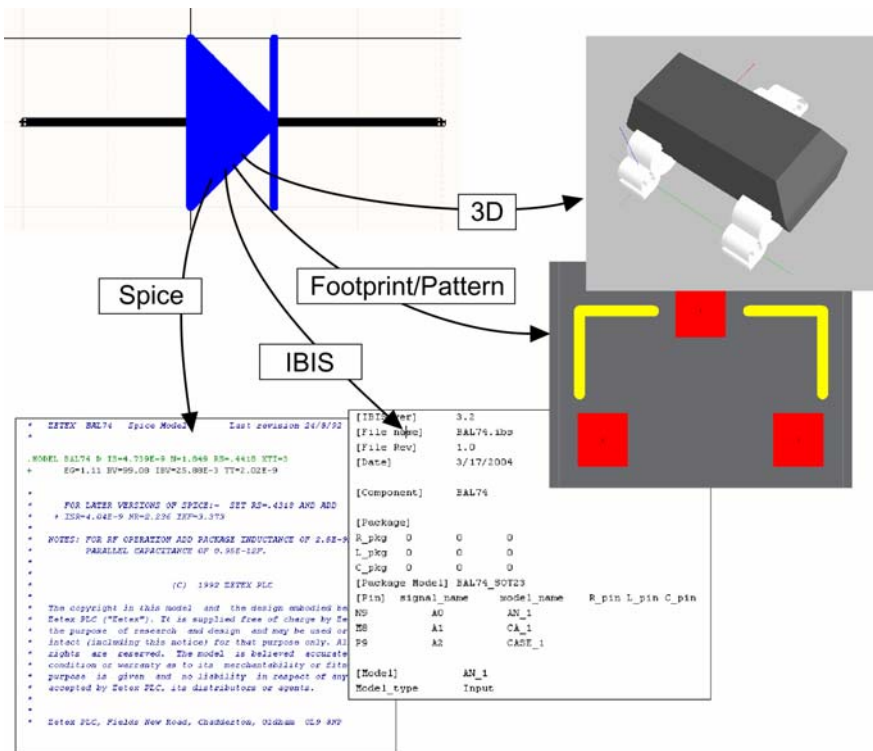 3D
Spice
Footprint/Pattern
IBIS
* ZETEX BAL74 Spice Model Last revision 24/8/92
*
.MODEL BAL74 D IS=4.739E-9 N=1.849 RS=.4415 XTI=3
+ EG=1.11 BV=99.08 IBV=25.88E-3 TT=2.02E-9
*
* FOR LATER VERSIONS OF SPICE:- SET RS=.4318 AND ADD
* + ISR=4.04E-9 NR=2.236 IKF=3.373
*
* NOTES: FOR RF OPERATION ADD PACKAGE INDUCTANCE OF
* PARALLEL CAPACITANCE OF 0.95E-12F.
*
*
* (C) 1992 ZETEX PLC
*
* The copyright in this model and the design embodied
* Zetex PLC ("Zetex"). It is supplied free of charge by
* the purpose of research and design and may be used or
* intact (including this notice) for that purpose only.
* rights are reserved. The model is believed accurate
* condition or warranty as to its merchantability or
* purpose is given and no liability in respect of any
* accepted by Zetex PLC, its distributors or agents.
*
*
* Zetex PLC, Fields New Road, Chadderton, Oldham OL9 8NP
[IBIS ver] 3.2
[File name] BAL74.ibs
[File Rev] 1.0
[Date] 3/17/2004
[Component] BAL74
[Package]
R_pkg 0 0 0
L_pkg 0 0 0
C_pkg 0 0 0
[Package Model] BAL74_SOT23
[Pin] signal_name model_name R_pin L_pin C_pin
N9 A0 AN_1
M8 A1 CA_1
P9 A2 CASE_1
[Model] AN_1
Model_type Input